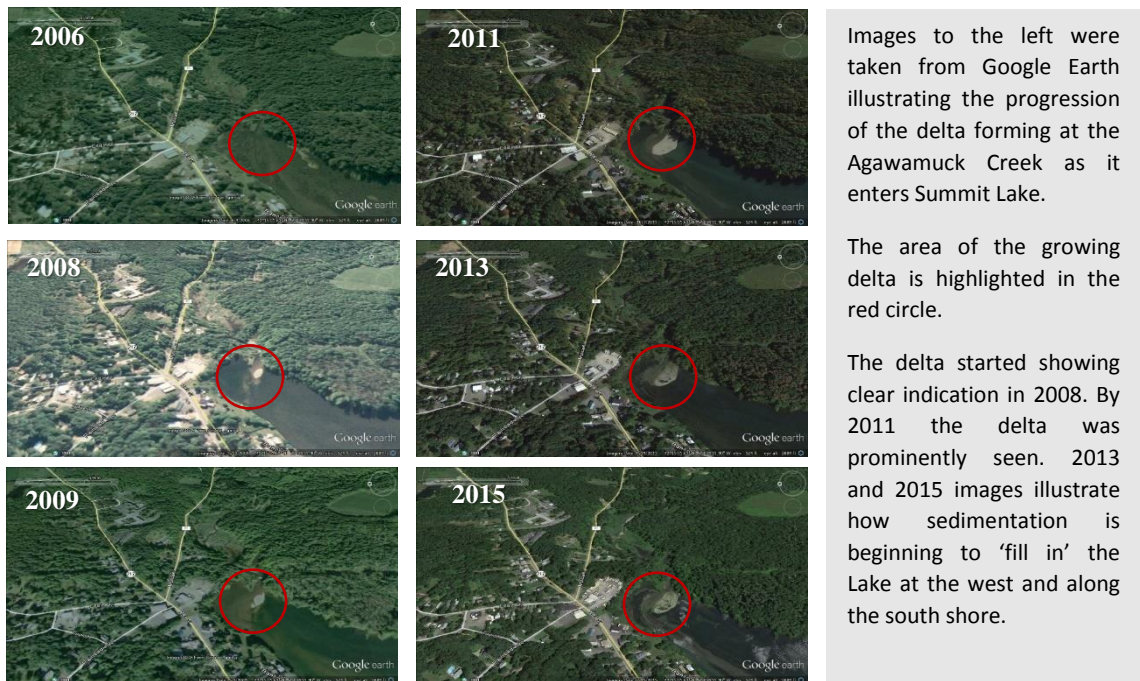 2006
Google earth
2008
Google earth
2009
Google earth
2011
Google earth
2013
Google earth
2015
Google earth
Images to the left were
taken from Google Earth
illustrating the progression
of the delta forming at the
Agawamuck Creek as it
enters Summit Lake.
The area of the growing
delta is highlighted in the
red circle.
The delta started showing
clear indication in 2008. By
2011 the delta was
prominently seen. 2013
and 2015 images illustrate
how sedimentation is
beginning to ‘fill in’ the
Lake at the west and along
the south shore.